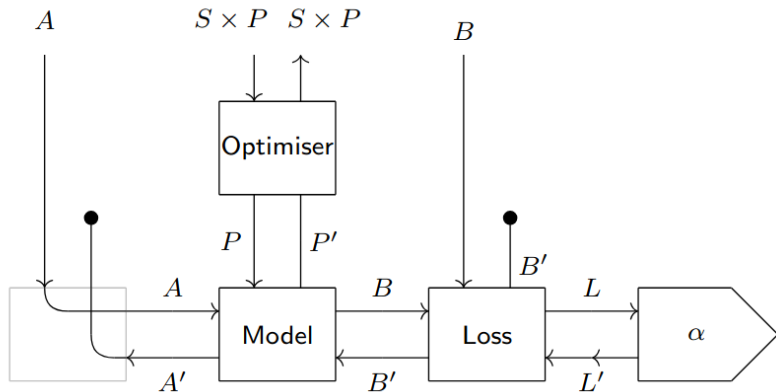 A
S × P
S × P
B
Optimiser
P
P′
B′
A
B
L
Model
Loss
α
A′
B′
L′